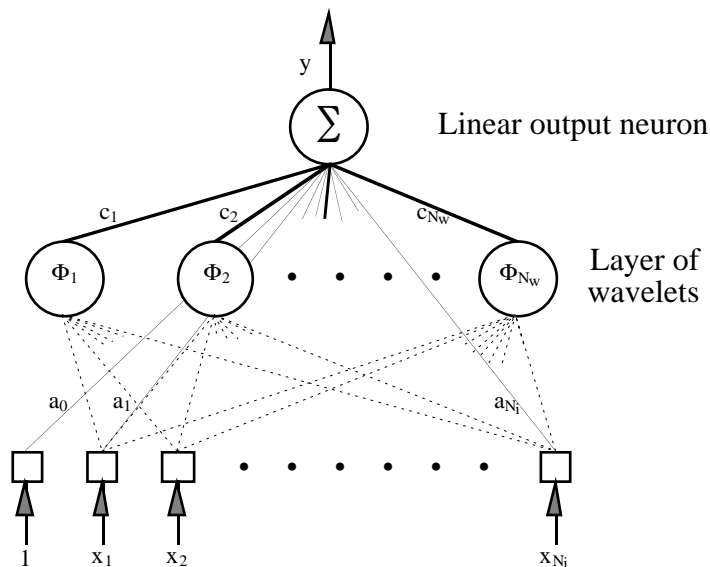 y
Σ
Linear output neuron
c1 c2 cNw
Φ1 Φ2 ΦNw
Layer of
wavelets
a0 a1 aNi
1 x1 x2 xNi